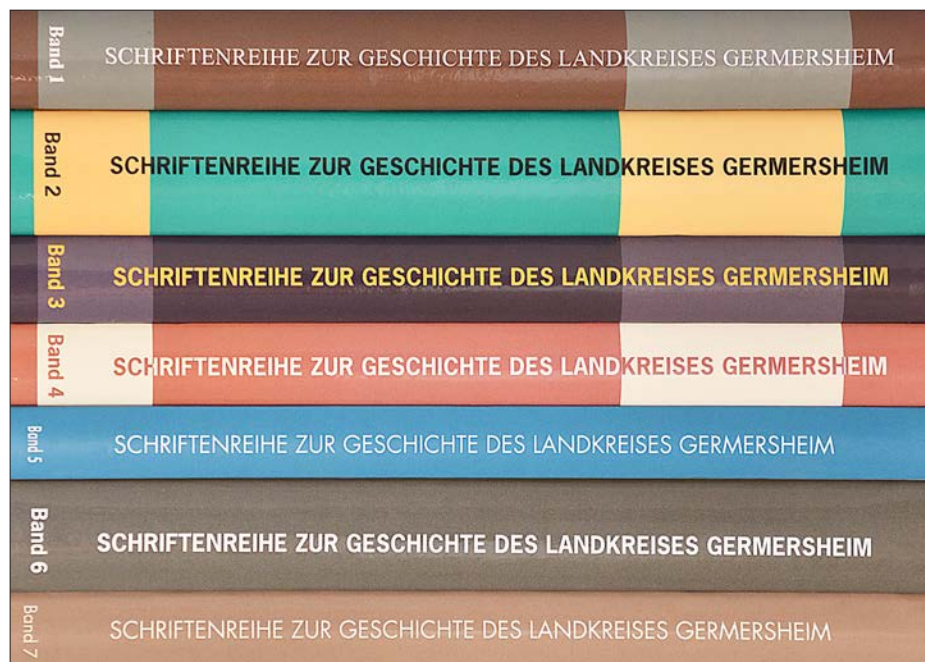 Band 1
SCHRIFTENREIHE ZUR GESCHICHTE DES LANDKREISES GERMERSHEIM
Band 2
SCHRIFTENREIHE ZUR GESCHICHTE DES LANDKREISES GERMERSHEIM
Band 3
SCHRIFTENREIHE ZUR GESCHICHTE DES LANDKREISES GERMERSHEIM
Band 4
SCHRIFTENREIHE ZUR GESCHICHTE DES LANDKREISES GERMERSHEIM
Band 5
SCHRIFTENREIHE ZUR GESCHICHTE DES LANDKREISES GERMERSHEIM
Band 6
SCHRIFTENREIHE ZUR GESCHICHTE DES LANDKREISES GERMERSHEIM
Band 7
SCHRIFTENREIHE ZUR GESCHICHTE DES LANDKREISES GERMERSHEIM